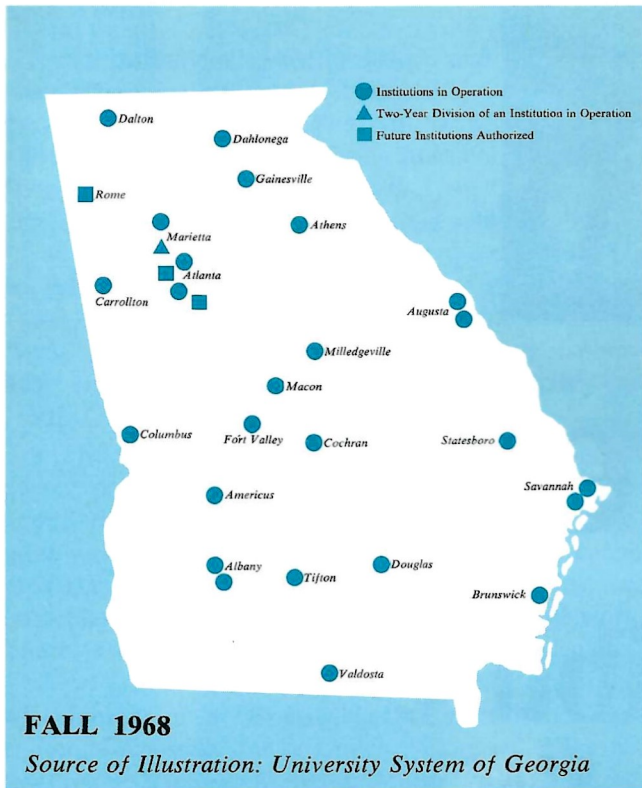 Institutions in Operation
Two-Year Division of an Institution in Operation
Future Institutions Authorized
Dalton
Dahlonega
Gainesville
Rome
Marietta
Athens
Atlanta
Carrollton
Augusta
Milledgeville
Macon
Columbus
Fort Valley
Cochran
Statesboro
Savannah
Americus
Albany
Tifton
Douglas
Brunswick
Valdosta
FALL 1968
Source of Illustration: University System of Georgia